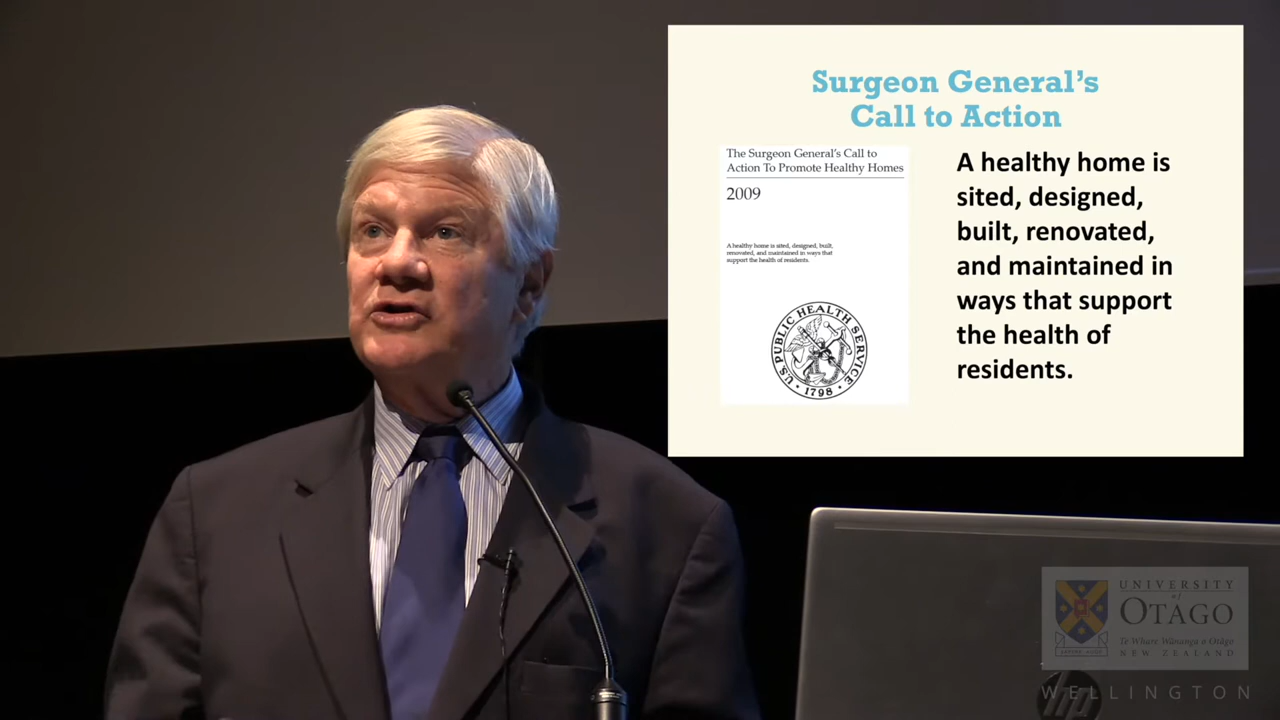 Surgeon General's
Call to Action
The Surgeon General's Call to
Action To Promote Healthy Homes
2009
A healthy home is sited, designed, built,
renovated, and maintained in ways that
support the health of residents.
U.S. PUBLIC HEALTH SERVICE
1798
A healthy home is
sited, designed,
built, renovated,
and maintained in
ways that support
the health of
residents.
UNIVERSITY
of
OTAGO
Te Whare Wānanga o Otāgo
NEW ZEALAND
WELLINGTON
hp